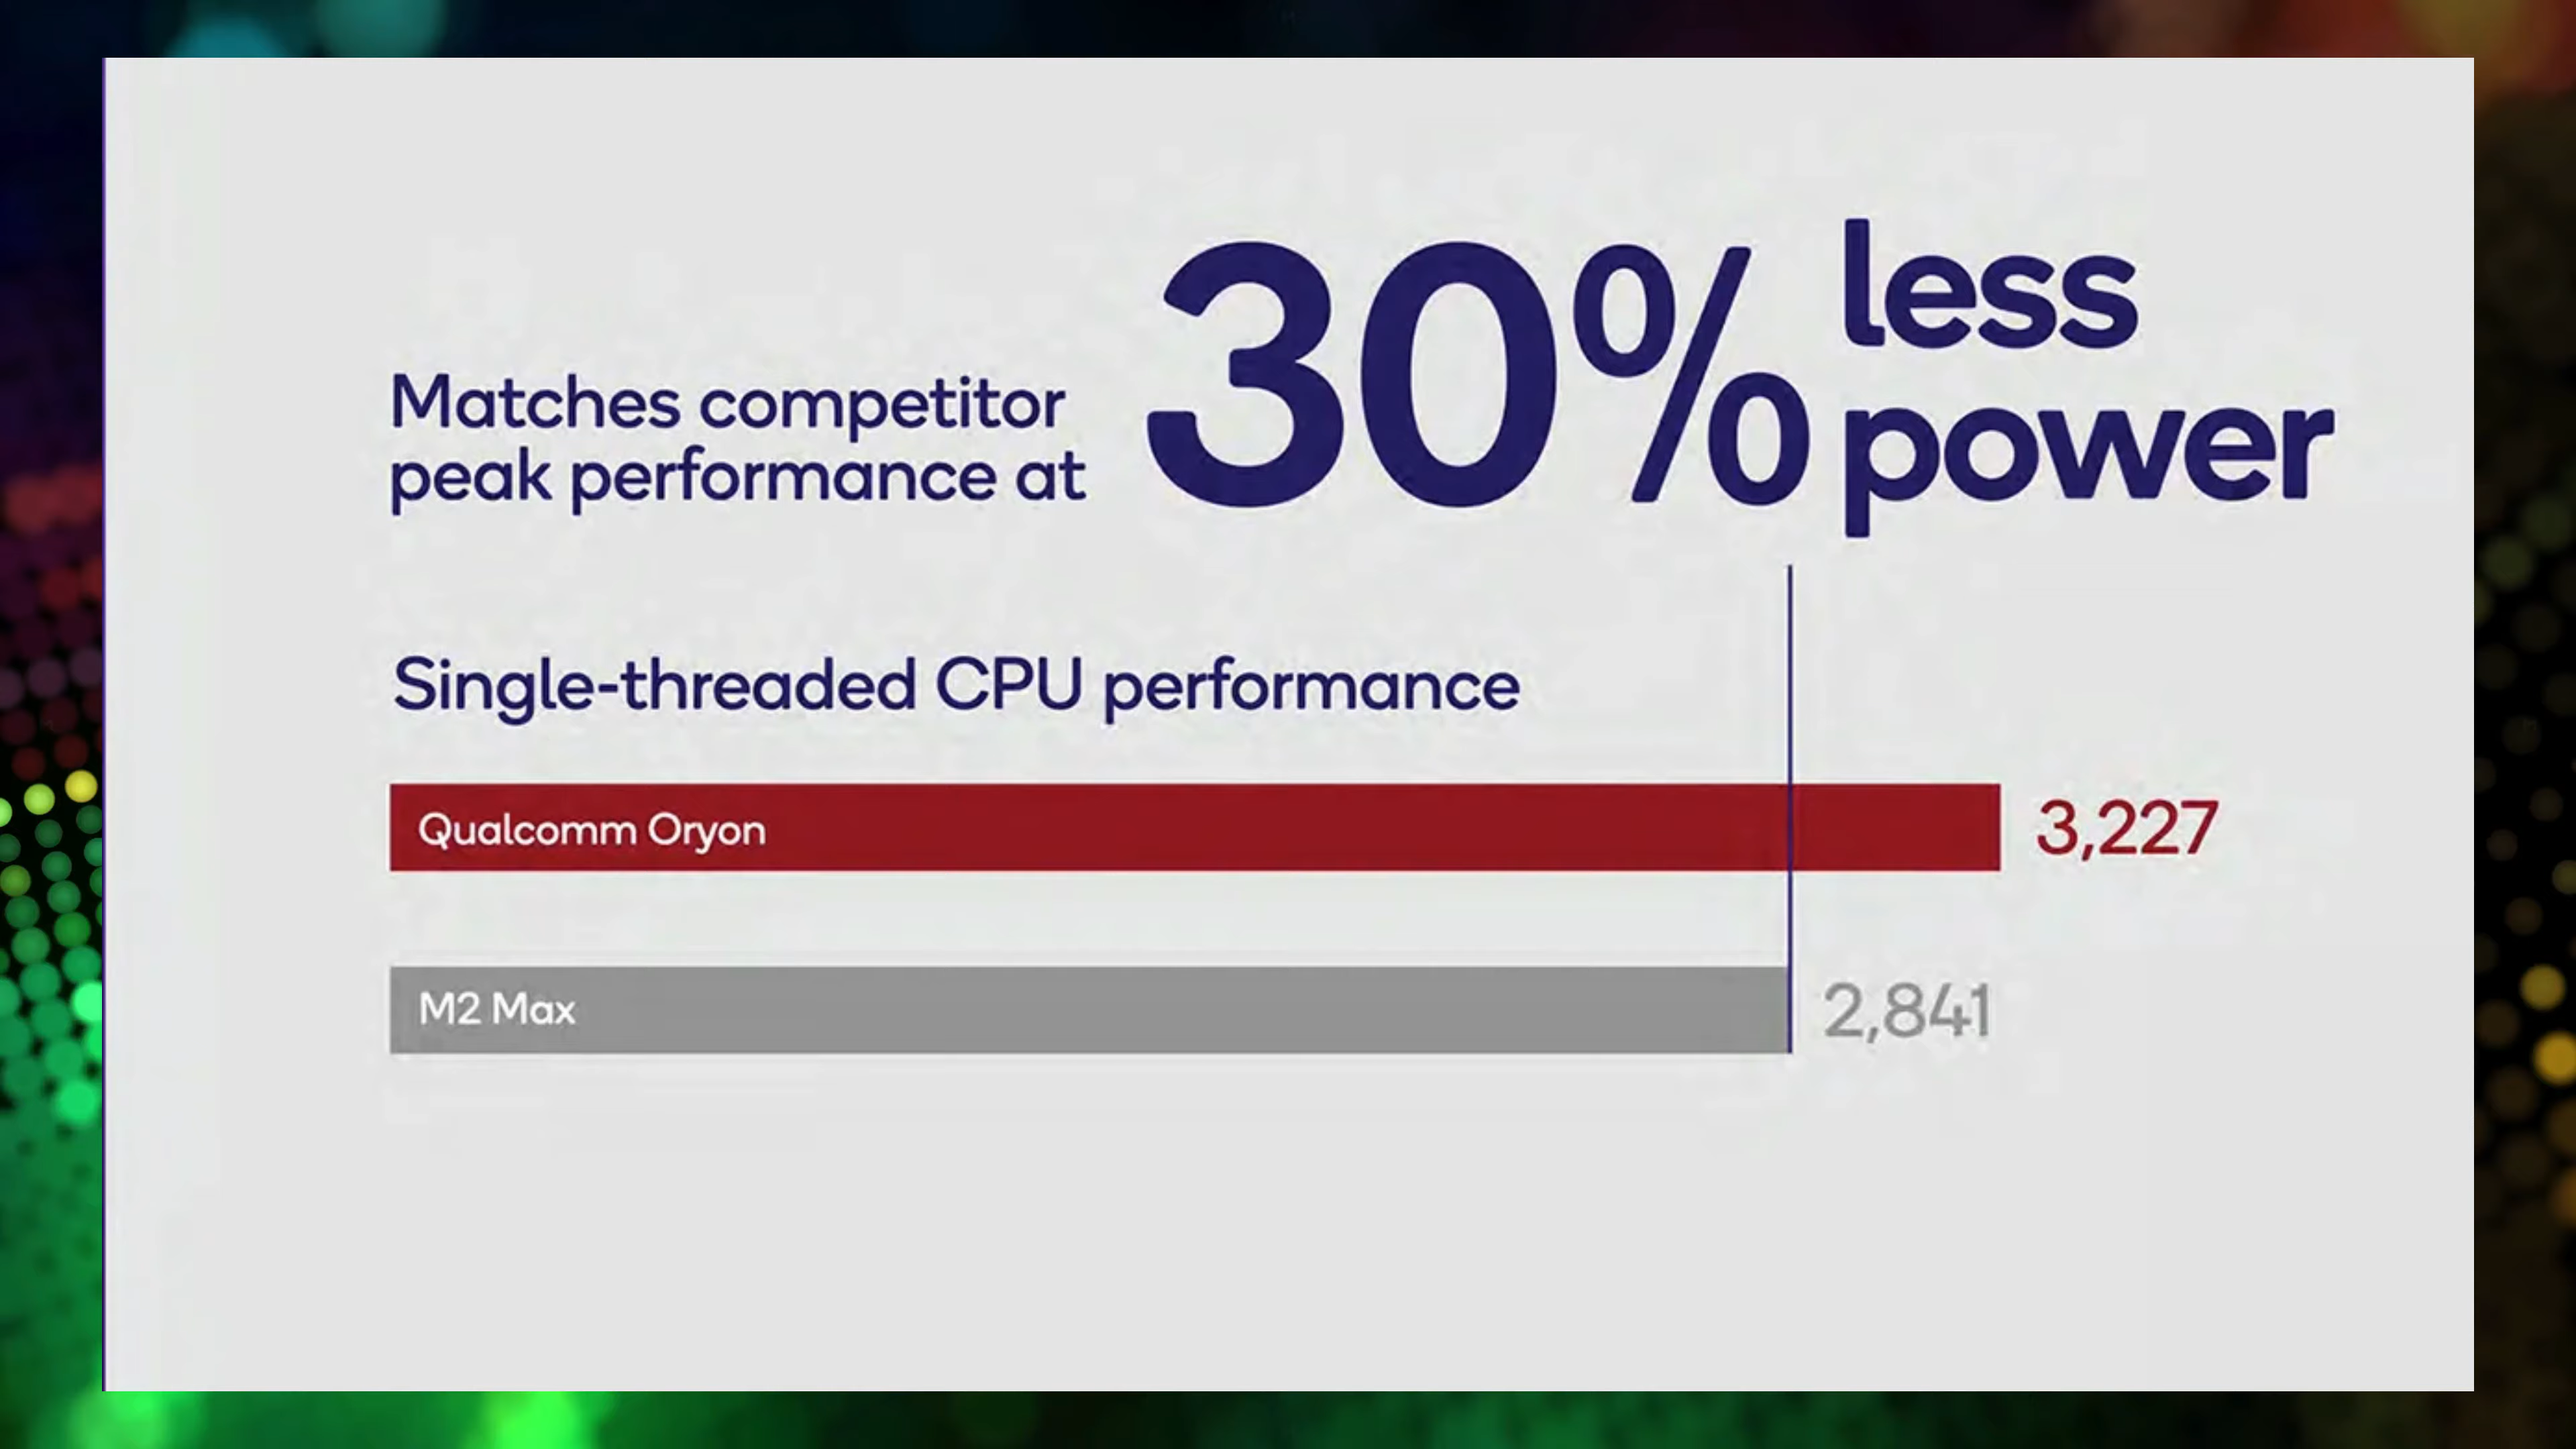 Matches competitor
peak performance at
30%
less
power
Single-threaded CPU performance
Qualcomm Oryon
3,227
M2 Max
2,841